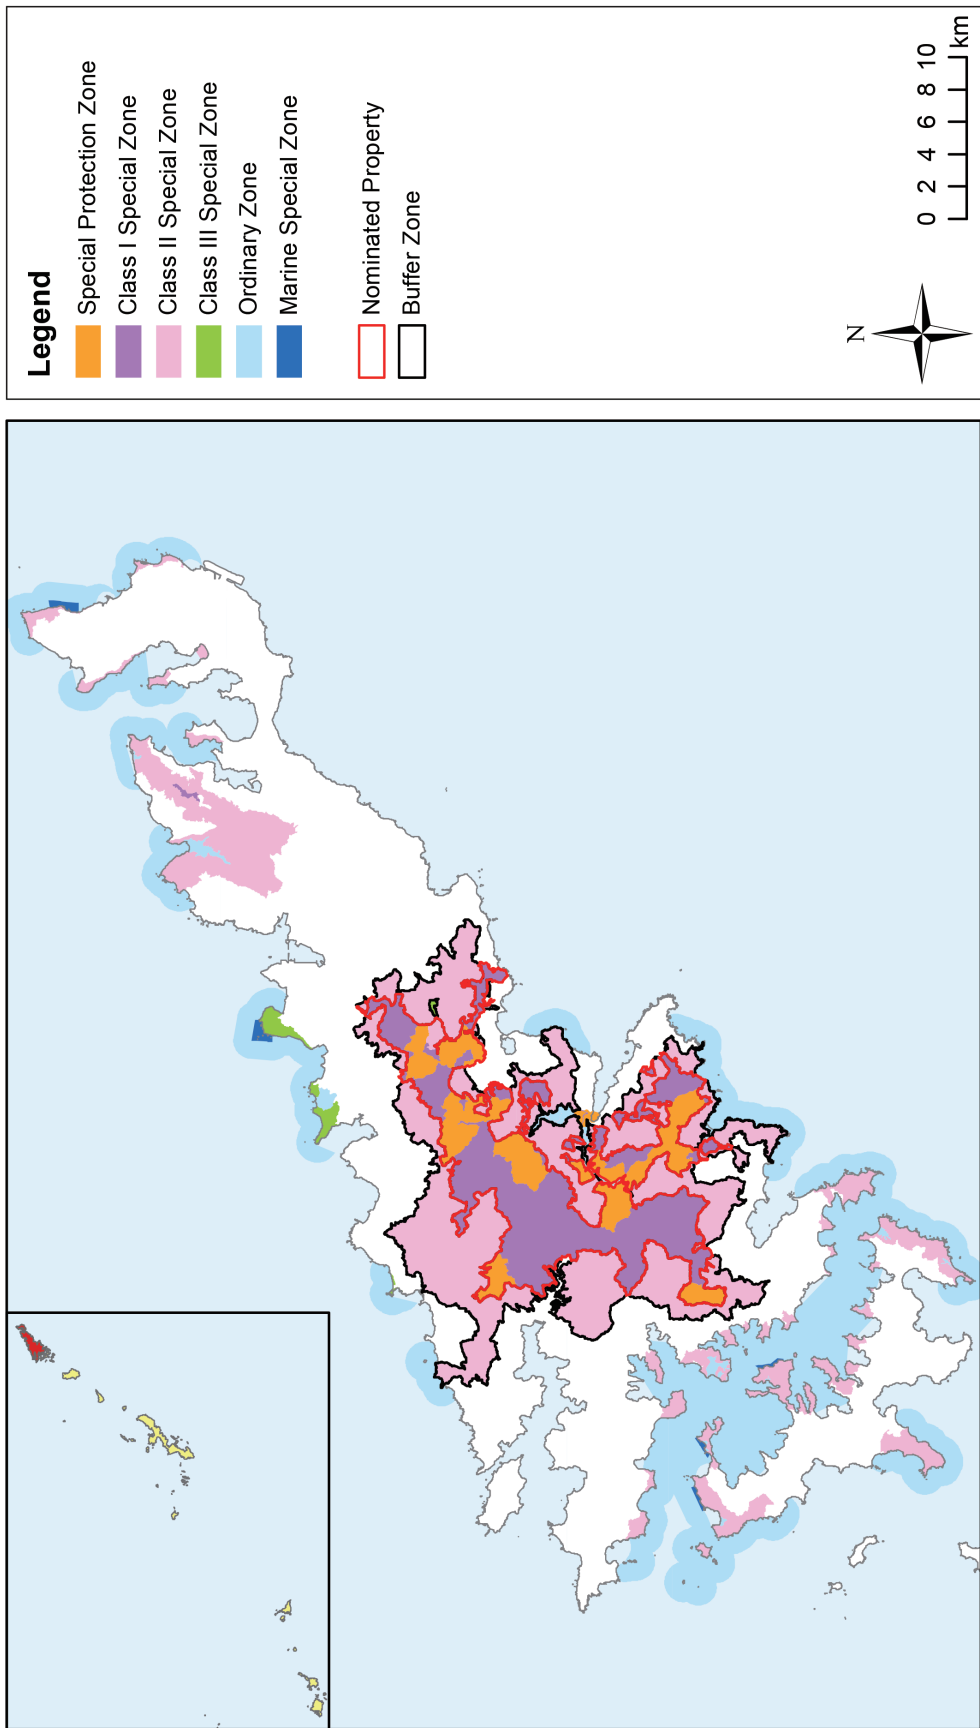 Legend
Special Protection Zone
Class I Special Zone
Class II Special Zone
Class III Special Zone
Ordinary Zone
Marine Special Zone
Nominated Property
Buffer Zone
N
0 2 4 6 8 10
km